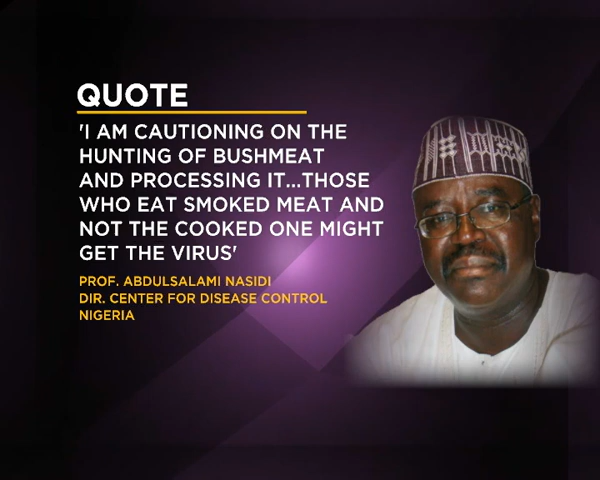 QUOTE
'I AM CAUTIONING ON THE
HUNTING OF BUSHMEAT
AND PROCESSING IT...THOSE
WHO EAT SMOKED MEAT AND
NOT THE COOKED ONE MIGHT
GET THE VIRUS'
PROF. ABDULSALAMI NASIDI
DIR. CENTER FOR DISEASE CONTROL
NIGERIA